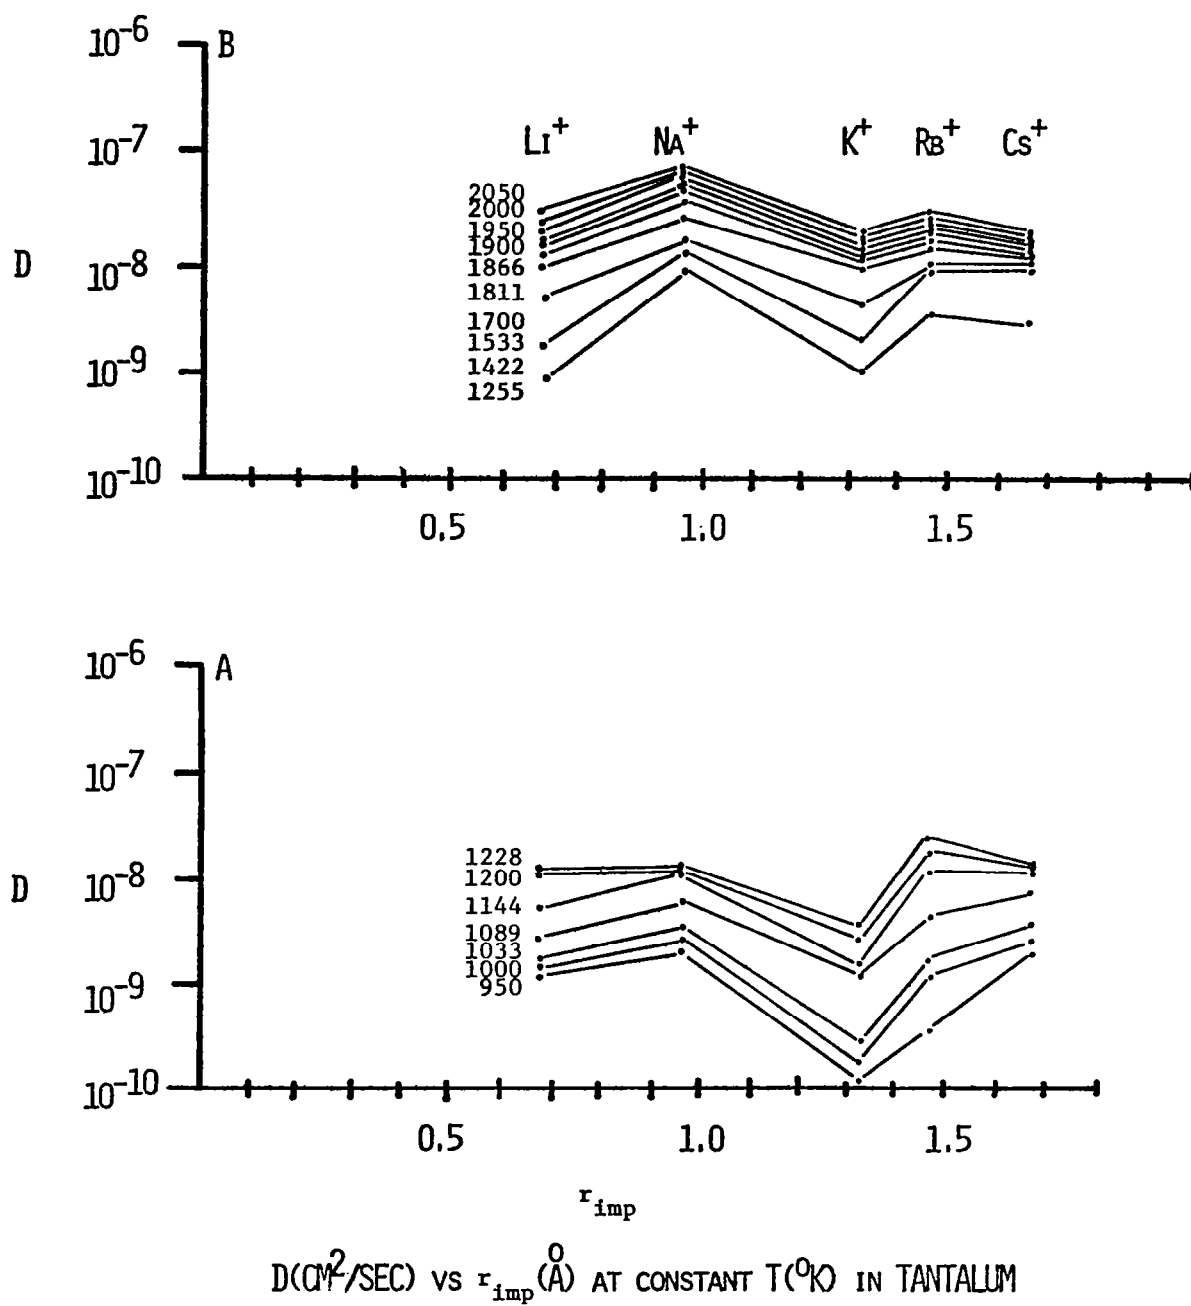 10⁻⁶ B
10⁻⁷
LI⁺ NA⁺ K⁺ RB⁺ CS⁺
2050
2000
1950
1900
D
10⁻⁸
1866
1811
1700
1533
10⁻⁹
1422
1255
10⁻¹⁰
0.5 1.0 1.5
10⁻⁶ A
10⁻⁷
1228
D
10⁻⁸
1200
1144
1089
1033
1000
10⁻⁹
950
10⁻¹⁰
0.5 1.0 1.5
r_imp
D(CM²/SEC) VS r_imp(Å) AT CONSTANT T(⁰K) IN TANTALUM